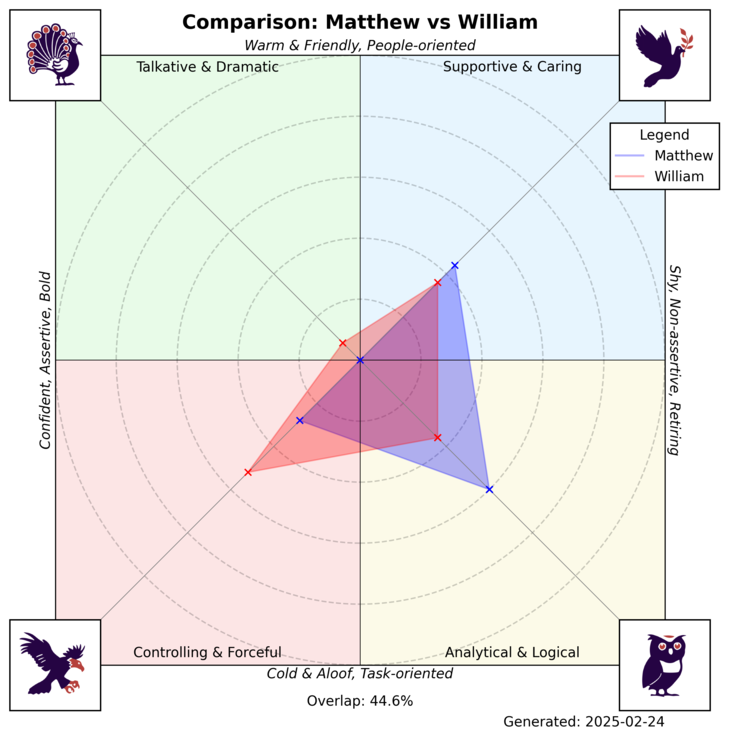 Comparison: Matthew vs William
Warm & Friendly, People-oriented
Talkative & Dramatic
Supportive & Caring
Legend
Matthew
William
Confident, Assertive, Bold
Shy, Non-assertive, Retiring
Controlling & Forceful
Analytical & Logical
Cold & Aloof, Task-oriented
Overlap: 44.6%
Generated: 2025-02-24